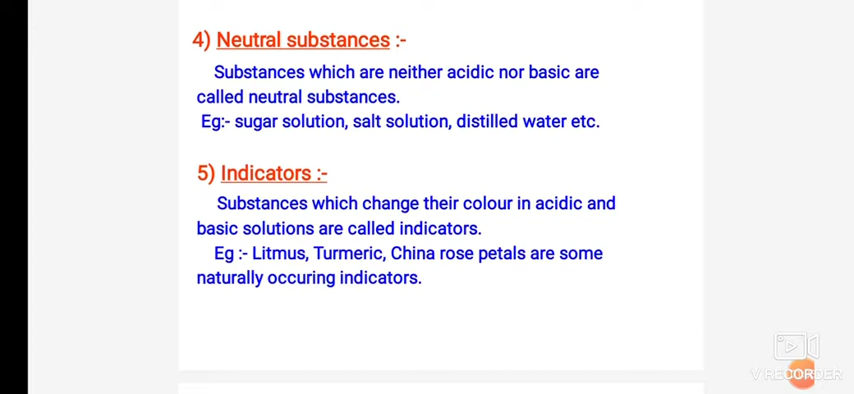 4) Neutral substances :-
Substances which are neither acidic nor basic are
called neutral substances.
Eg:- sugar solution, salt solution, distilled water etc.
5) Indicators :-
Substances which change their colour in acidic and
basic solutions are called indicators.
Eg :- Litmus, Turmeric, China rose petals are some
naturally occuring indicators.
V RECORDER